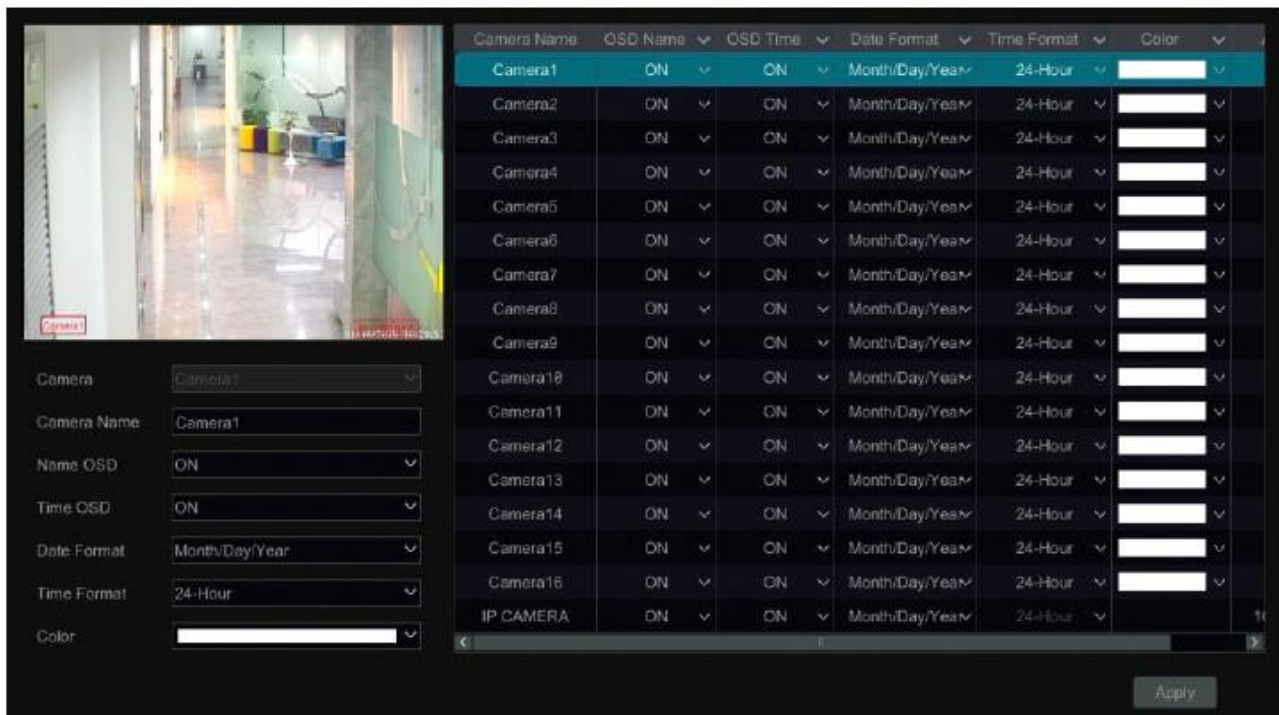 Camera1
Camera Camera1
Camera Name Camera1
Name OSD ON
Time OSD ON
Date Format Month/Day/Year
Time Format 24-Hour
Color
Camera Name OSD Name OSD Time Date Format Time Format Color
Camera1 ON ON Month/Day/Year 24-Hour
Camera2 ON ON Month/Day/Year 24-Hour
Camera3 ON ON Month/Day/Year 24-Hour
Camera4 ON ON Month/Day/Year 24-Hour
Camera5 ON ON Month/Day/Year 24-Hour
Camera6 ON ON Month/Day/Year 24-Hour
Camera7 ON ON Month/Day/Year 24-Hour
Camera8 ON ON Month/Day/Year 24-Hour
Camera9 ON ON Month/Day/Year 24-Hour
Camera10 ON ON Month/Day/Year 24-Hour
Camera11 ON ON Month/Day/Year 24-Hour
Camera12 ON ON Month/Day/Year 24-Hour
Camera13 ON ON Month/Day/Year 24-Hour
Camera14 ON ON Month/Day/Year 24-Hour
Camera15 ON ON Month/Day/Year 24-Hour
Camera16 ON ON Month/Day/Year 24-Hour
IP CAMERA ON ON Month/Day/Year 24-Hour
Apply